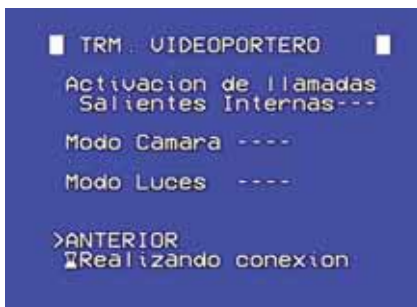 TRM. VIDEOPORTERO
Activacion de llamadas
Salientes Internas---
Modo Camara ----
Modo Luces ----
>ANTERIOR
Realizando conexion